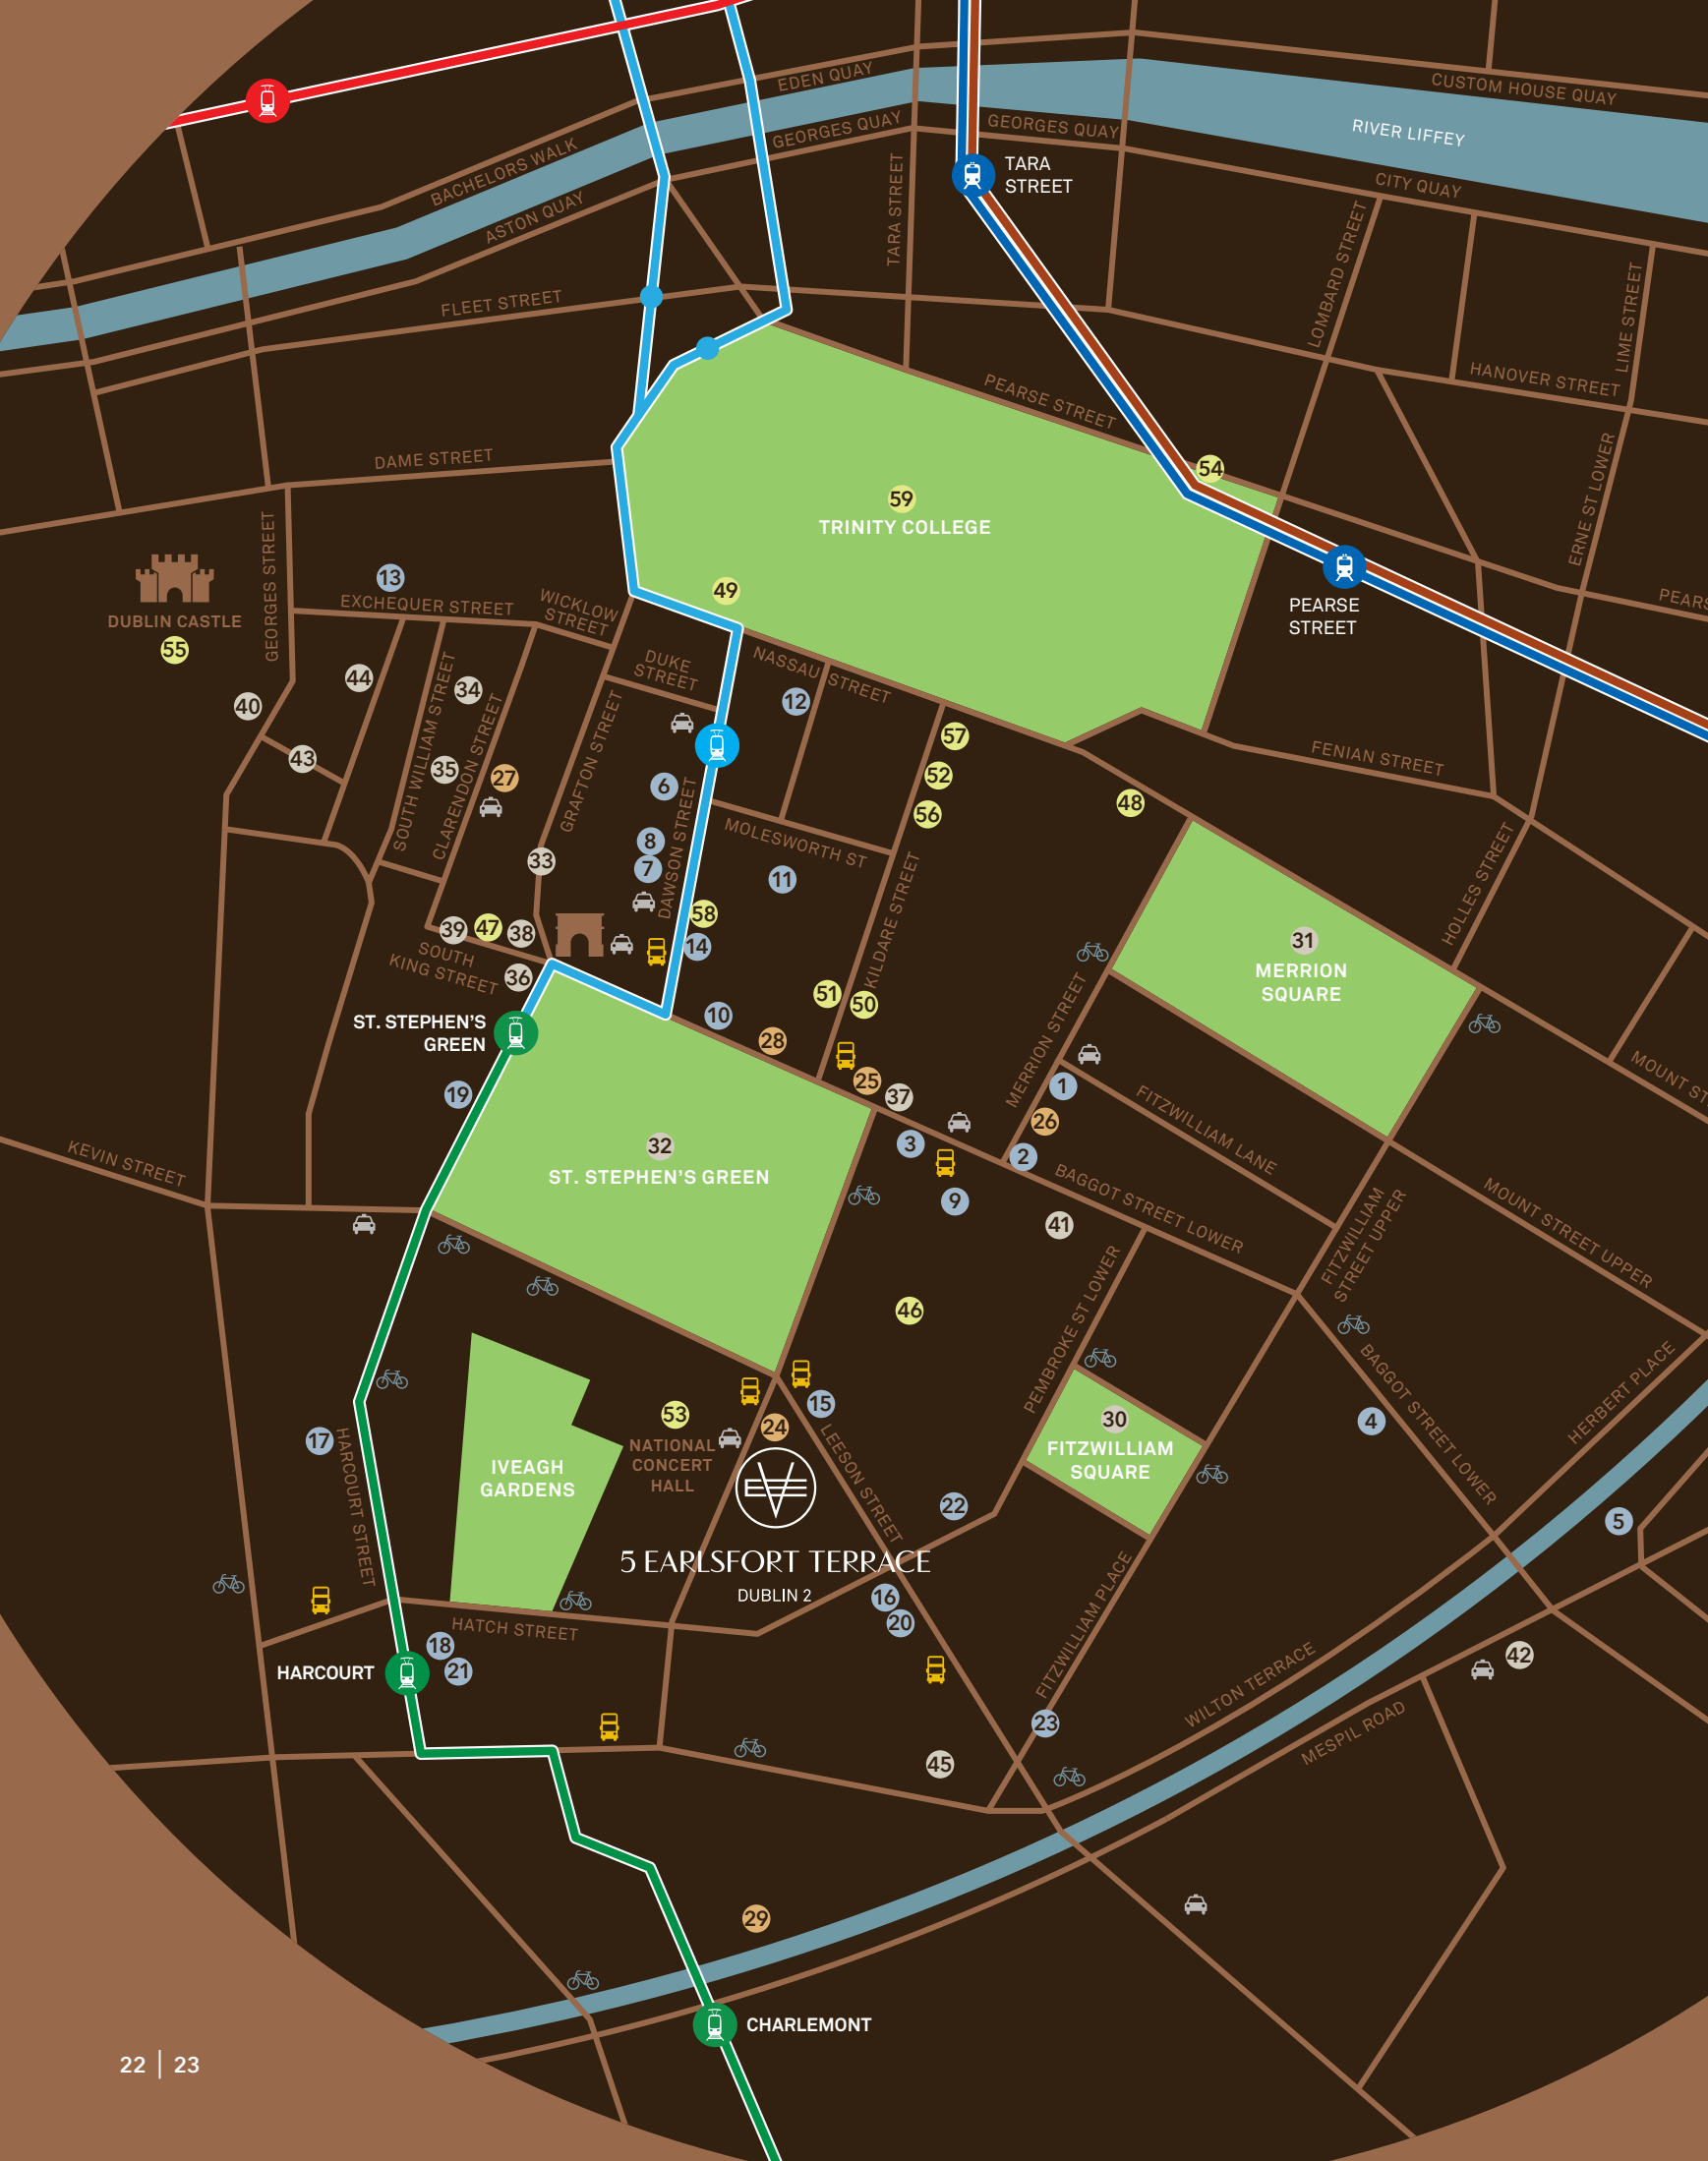 EDEN QUAY
CUSTOM HOUSE QUAY
RIVER LIFFEY
GEORGES QUAY
GEORGES QUAY
BACHELORS WALK
ASTON QUAY
TARA STREET
TARA
STREET
CITY QUAY
LOMBARD STREET
LIME STREET
FLEET STREET
PEARSE STREET
HANOVER STREET
DAME STREET
54
59
TRINITY COLLEGE
ERNE ST LOWER
PEARSE
STREET
PEARS
GEORGES STREET
DUBLIN CASTLE
55
13
EXCHEQUER STREET
WICKLOW
STREET
49
NASSAU STREET
DUKE
STREET
12
44
34
40
43
35
27
SOUTH WILLIAM STREET
CLARENDON STREET
GRAFTON STREET
DAWSON STREET
6
8
7
33
57
52
56
48
FENIAN STREET
MOLESWORTH ST
11
KILDARE STREET
HOLLES STREET
58
14
39
47
38
36
SOUTH
KING STREET
31
MERRION
SQUARE
ST. STEPHEN'S
GREEN
51
50
10
28
25
37
19
MERRION STREET
1
26
2
3
9
MOUNT ST
FITZWILLIAM LANE
KEVIN STREET
32
ST. STEPHEN'S GREEN
BAGGOT STREET LOWER
41
MOUNT STREET UPPER
FITZWILLIAM
STREET UPPER
46
PEMBROKE ST LOWER
BAGGOT STREET LOWER
HERBERT PLACE
4
5
30
FITZWILLIAM
SQUARE
15
24
53
NATIONAL
CONCERT
HALL
IVEAGH
GARDENS
17
HARCOURT STREET
LEESON STREET
22
5 EARLSFORT TERRACE
DUBLIN 2
16
20
HATCH STREET
FITZWILLIAM PLACE
HARCOURT
18
21
42
WILTON TERRACE
MESPIL ROAD
23
45
29
CHARLEMONT
22 | 23